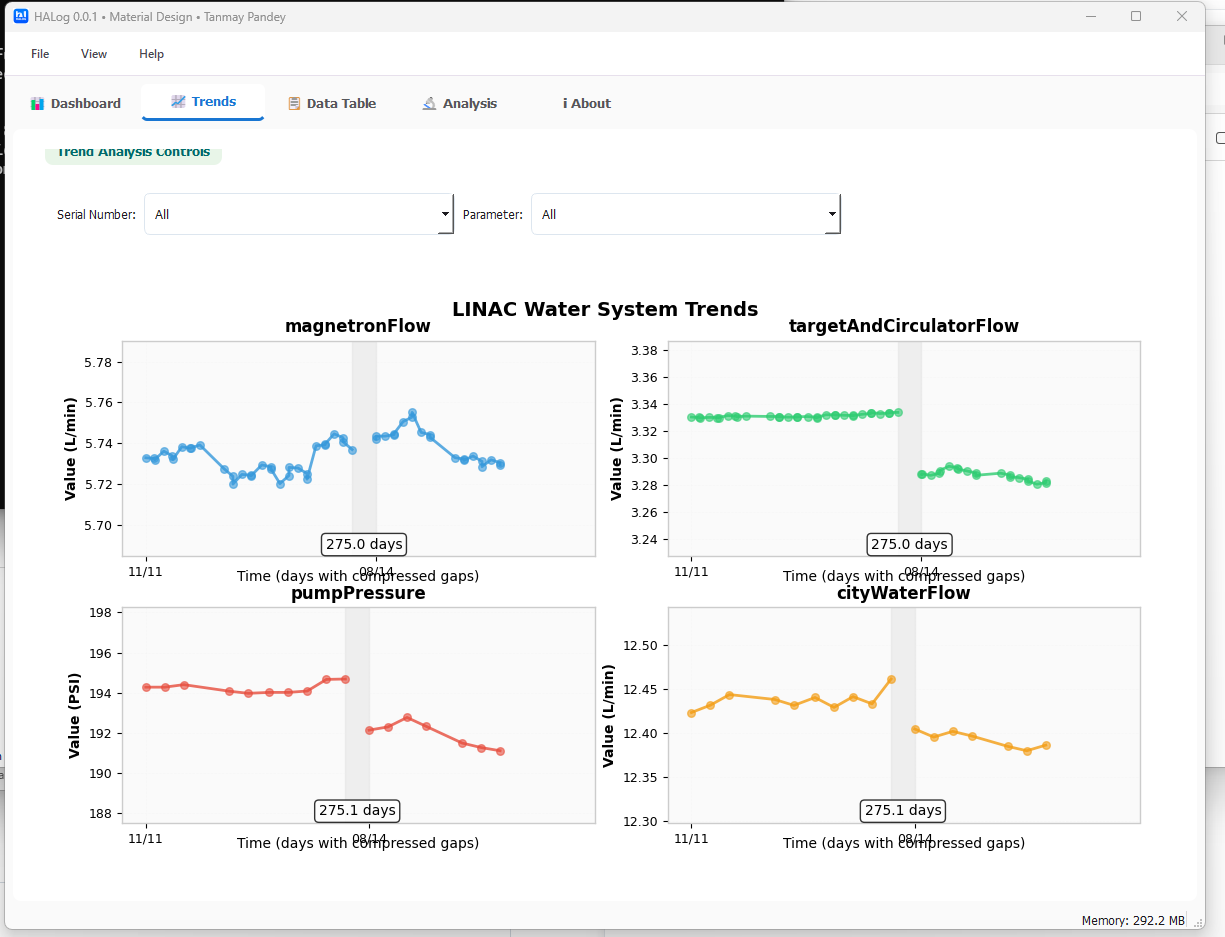 HALog 0.0.1 • Material Design • Tanmay Pandey
File View Help
Dashboard Trends Data Table Analysis i About
Trend Analysis Controls
Serial Number: All Parameter: All
LINAC Water System Trends
magnetronFlow
Value (L/min)
5.78
5.76
5.74
5.72
5.70
275.0 days
11/11 08/14
Time (days with compressed gaps)
targetAndCirculatorFlow
Value (L/min)
3.38
3.36
3.34
3.32
3.30
3.28
3.26
3.24
275.0 days
11/11 08/14
Time (days with compressed gaps)
pumpPressure
Value (PSI)
198
196
194
192
190
188
275.1 days
11/11 08/14
Time (days with compressed gaps)
cityWaterFlow
Value (L/min)
12.50
12.45
12.40
12.35
12.30
275.1 days
11/11 08/14
Time (days with compressed gaps)
Memory: 292.2 MB